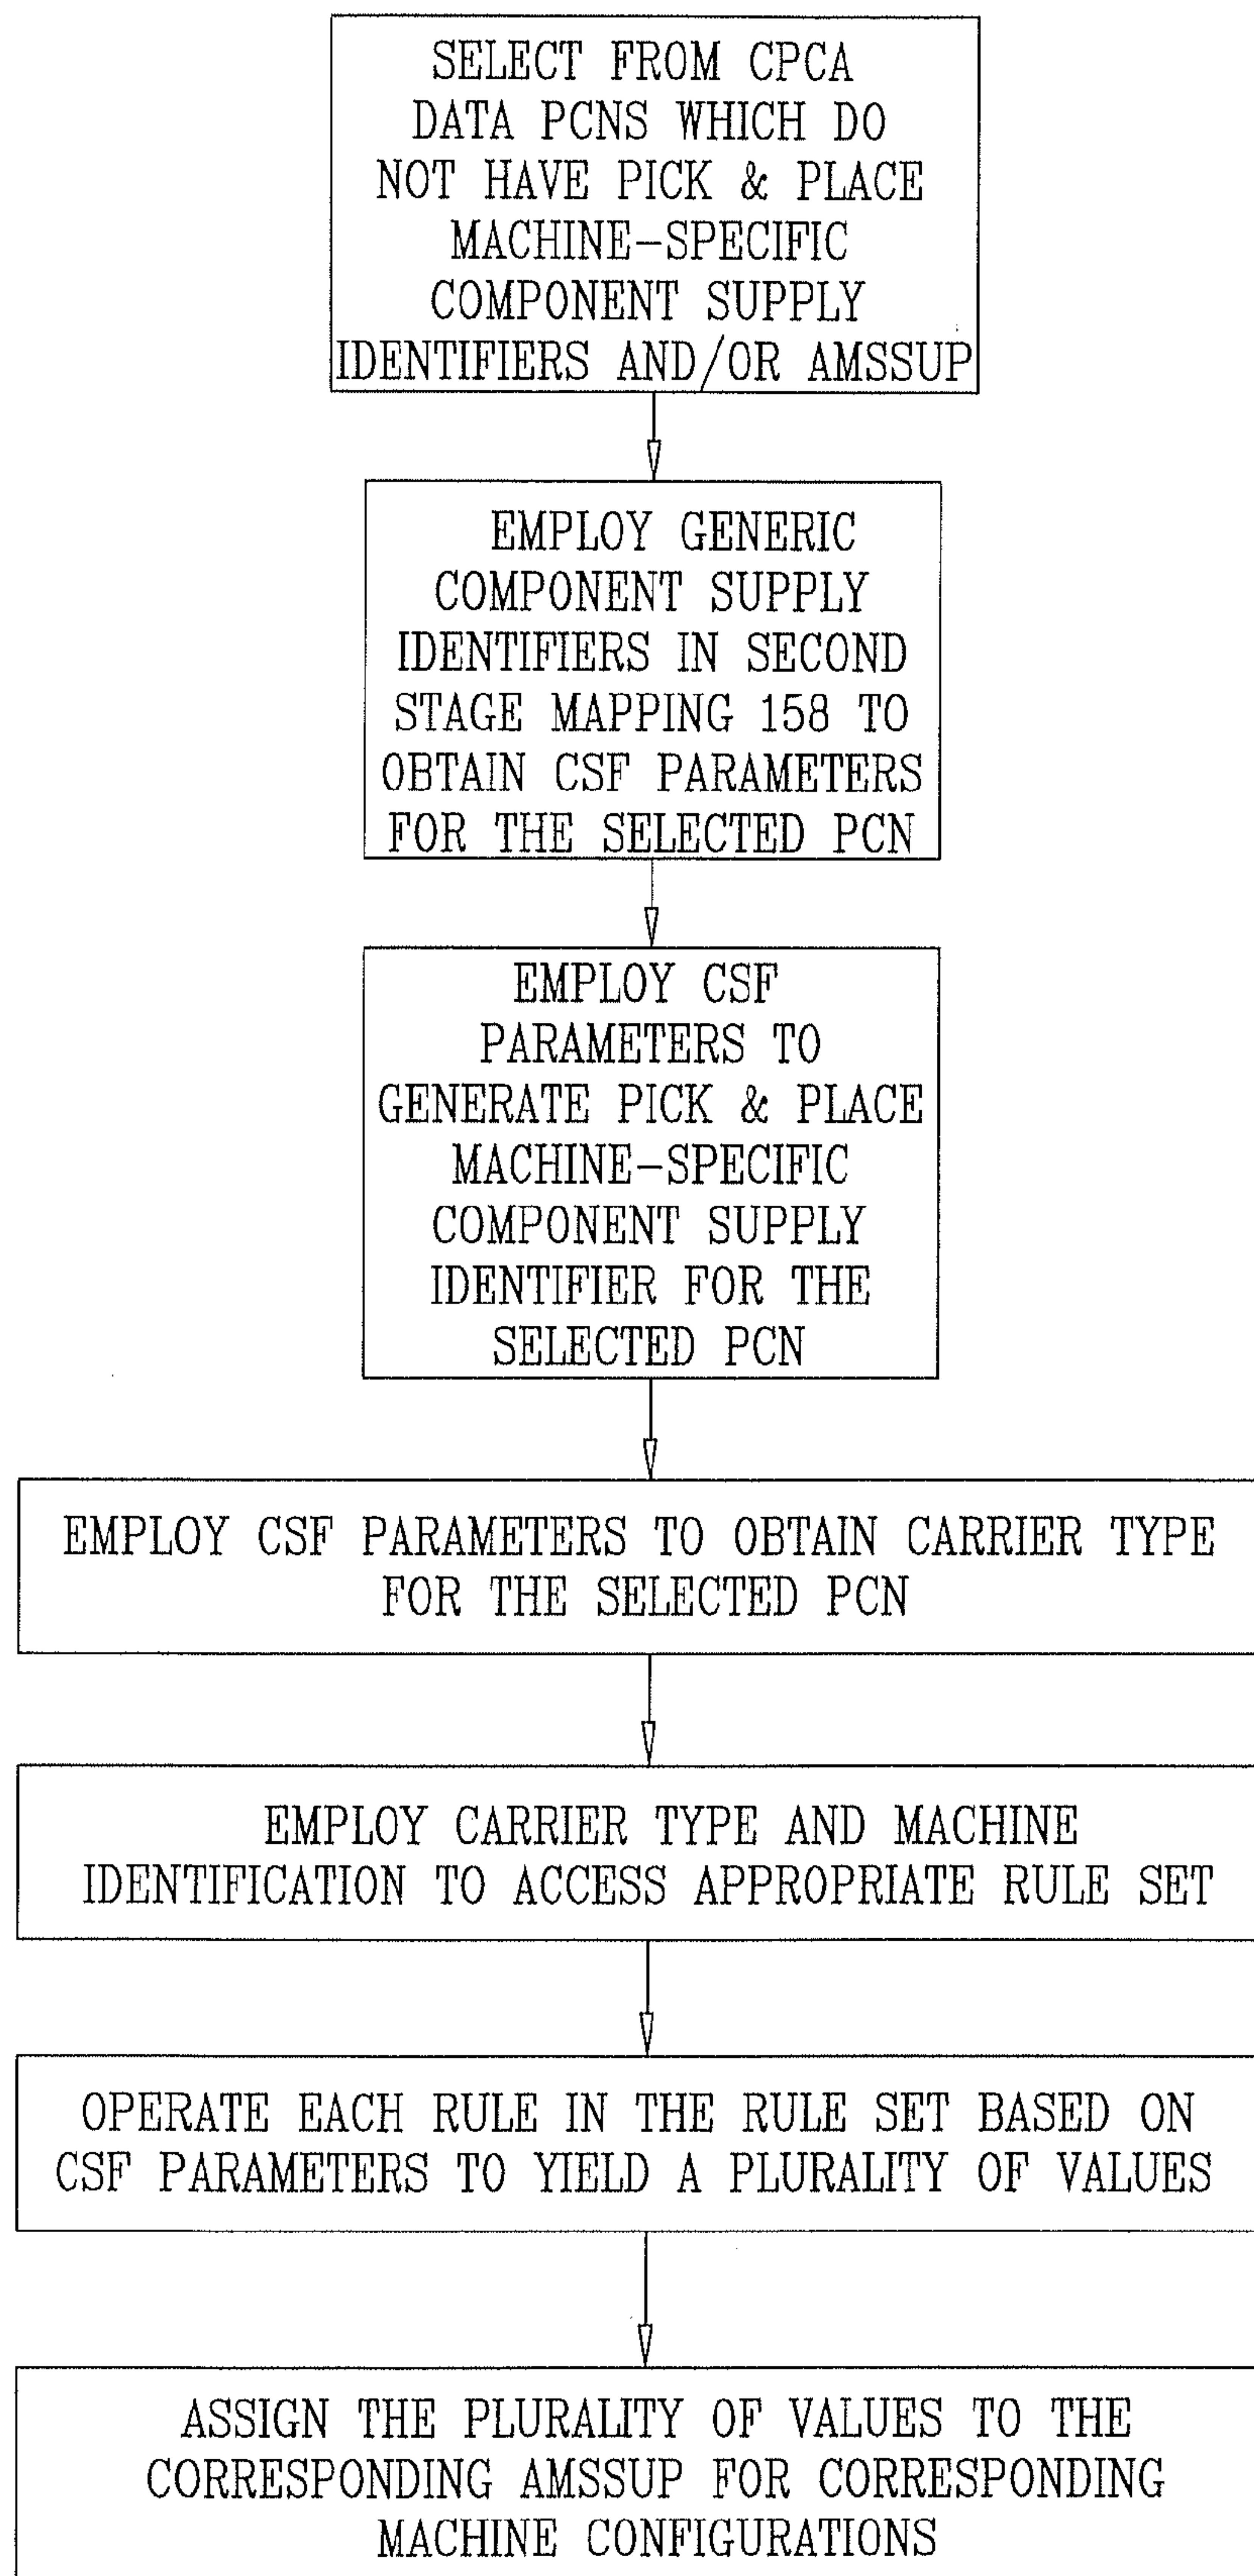 SELECT FROM CPCA
DATA PCNS WHICH DO
NOT HAVE PICK & PLACE
MACHINE-SPECIFIC
COMPONENT SUPPLY
IDENTIFIERS AND/OR AMSSUP
EMPLOY GENERIC
COMPONENT SUPPLY
IDENTIFIERS IN SECOND
STAGE MAPPING 158 TO
OBTAIN CSF PARAMETERS
FOR THE SELECTED PCN
EMPLOY CSF
PARAMETERS TO
GENERATE PICK & PLACE
MACHINE-SPECIFIC
COMPONENT SUPPLY
IDENTIFIER FOR THE
SELECTED PCN
EMPLOY CSF PARAMETERS TO OBTAIN CARRIER TYPE
FOR THE SELECTED PCN
EMPLOY CARRIER TYPE AND MACHINE
IDENTIFICATION TO ACCESS APPROPRIATE RULE SET
OPERATE EACH RULE IN THE RULE SET BASED ON
CSF PARAMETERS TO YIELD A PLURALITY OF VALUES
ASSIGN THE PLURALITY OF VALUES TO THE
CORRESPONDING AMSSUP FOR CORRESPONDING
MACHINE CONFIGURATIONS